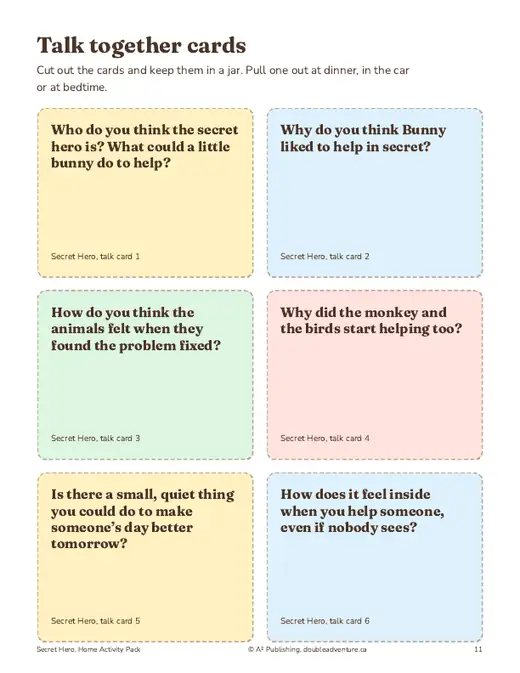 Talk together cards
Cut out the cards and keep them in a jar. Pull one out at dinner, in the car
or at bedtime.
Who do you think the secret
hero is? What could a little
bunny do to help?
Secret Hero, talk card 1
Why do you think Bunny
liked to help in secret?
Secret Hero, talk card 2
How do you think the
animals felt when they
found the problem fixed?
Secret Hero, talk card 3
Why did the monkey and
the birds start helping too?
Secret Hero, talk card 4
Is there a small, quiet thing
you could do to make
someone's day better
tomorrow?
Secret Hero, talk card 5
How does it feel inside
when you help someone,
even if nobody sees?
Secret Hero, talk card 6
Secret Hero. Home Activity Pack
© A² Publishing. doubleadventure.ca
11